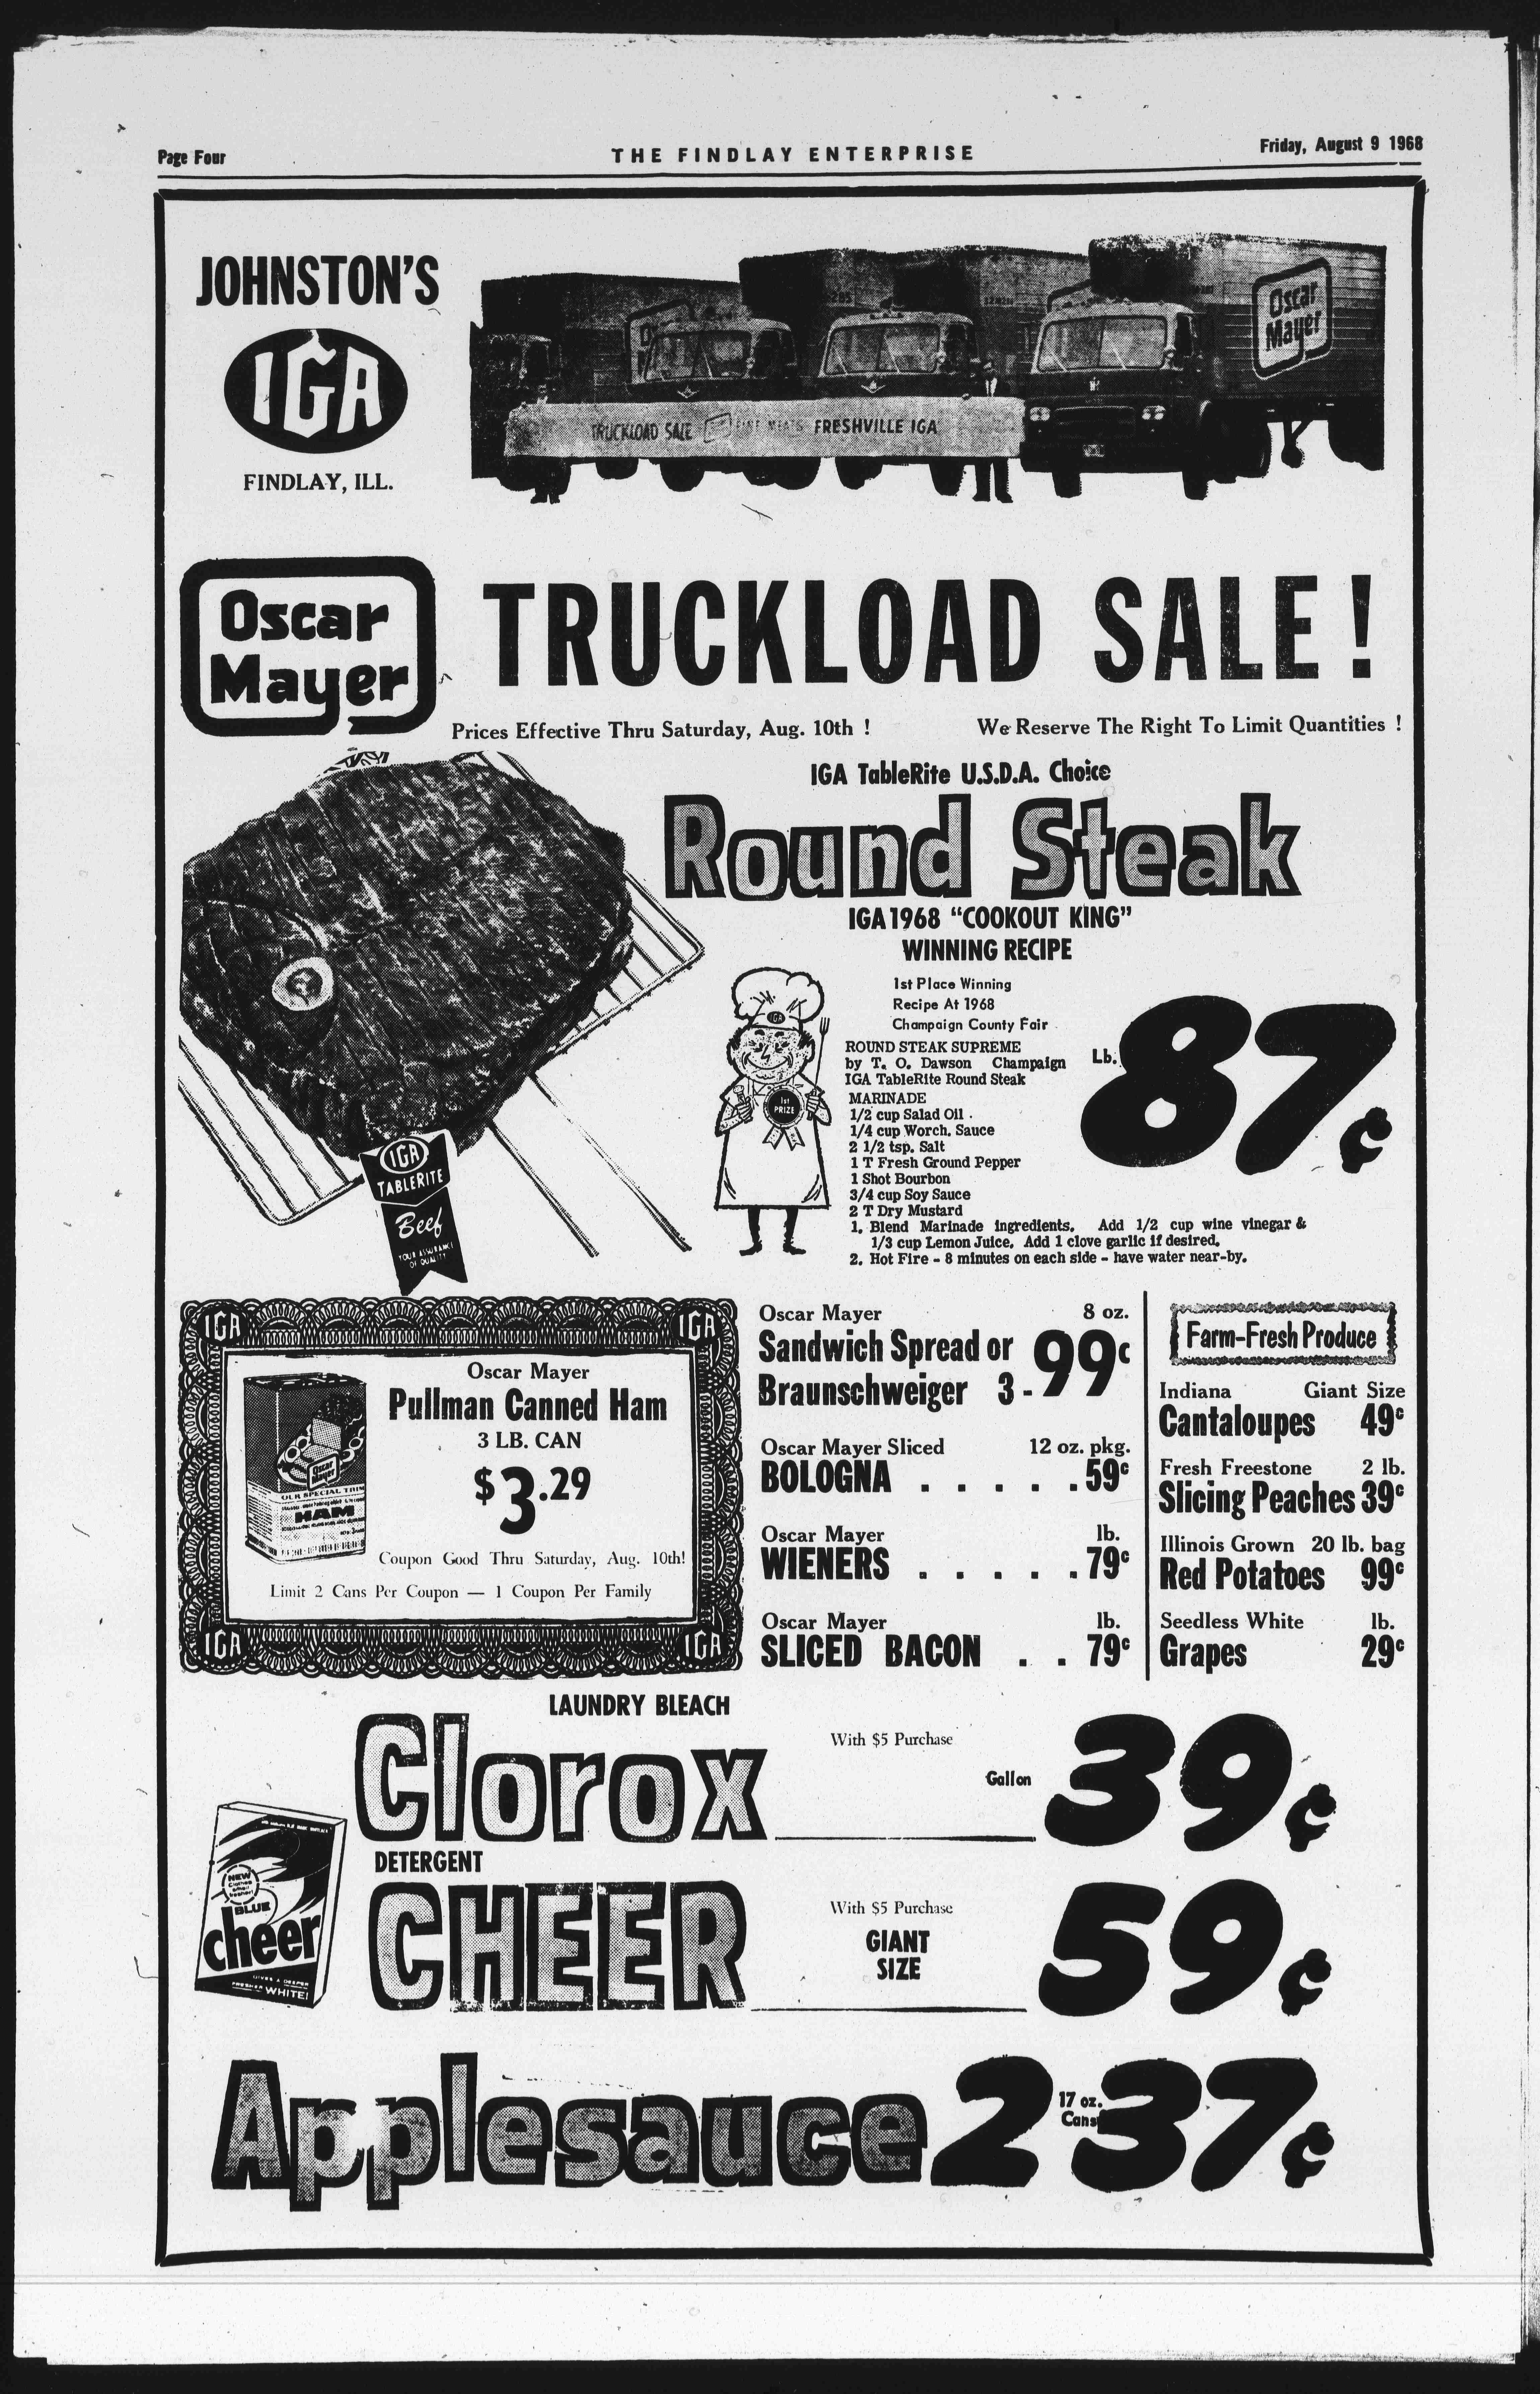 Page Four
THE FINDLAY ENTERPRISE
Friday, August 9 1968
JOHNSTON'S
IGA
FINDLAY, ILL.
Oscar
Mayer
TRUCKLOAD SALE
FRESHVILLE IGA
Oscar
Mayer
TRUCKLOAD SALE!
Prices Effective Thru Saturday, Aug. 10th !
We Reserve The Right To Limit Quantities !
IGA TableRite U.S.D.A. Choice
Round Steak
IGA 1968 "COOKOUT KING"
WINNING RECIPE
1st Place Winning
Recipe At 1968
Champaign County Fair
IGA
1st
PRIZE
ROUND STEAK SUPREME
by T. O. Dawson Champaign
IGA TableRite Round Steak
MARINADE
1/2 cup Salad Oil
1/4 cup Worch. Sauce
2 1/2 tsp. Salt
1 T Fresh Ground Pepper
1 Shot Bourbon
3/4 cup Soy Sauce
2 T Dry Mustard
1. Blend Marinade ingredients. Add 1/2 cup wine vinegar &
1/3 cup Lemon Juice. Add 1 clove garlic if desired.
2. Hot Fire - 8 minutes on each side - have water near-by.
Lb. 87¢
IGA
TABLERITE
Beef
YOUR ASSURANCE
OF QUALITY
IGA
IGA
Oscar Mayer
Pullman Canned Ham
3 LB. CAN
$3.29
Oscar
Mayer
OUR SPECIAL TRIM
HAM
Coupon Good Thru Saturday, Aug. 10th!
Limit 2 Cans Per Coupon — 1 Coupon Per Family
IGA
IGA
Oscar Mayer 8 oz.
Sandwich Spread or
Braunschweiger 3 - 99¢
Oscar Mayer Sliced 12 oz. pkg.
BOLOGNA . . . . . 59¢
Oscar Mayer lb.
WIENERS . . . . . 79¢
Oscar Mayer lb.
SLICED BACON . . 79¢
Farm-Fresh Produce
Indiana Giant Size
Cantaloupes 49¢
Fresh Freestone 2 lb.
Slicing Peaches 39¢
Illinois Grown 20 lb. bag
Red Potatoes 99¢
Seedless White lb.
Grapes 29¢
LAUNDRY BLEACH
Clorox
With $5 Purchase
Gallon
39¢
DETERGENT
CHEER
With $5 Purchase
GIANT
SIZE
59¢
NEW
BLUE
cheer
WHITE!
Applesauce 2 17 oz.
Cans 37¢